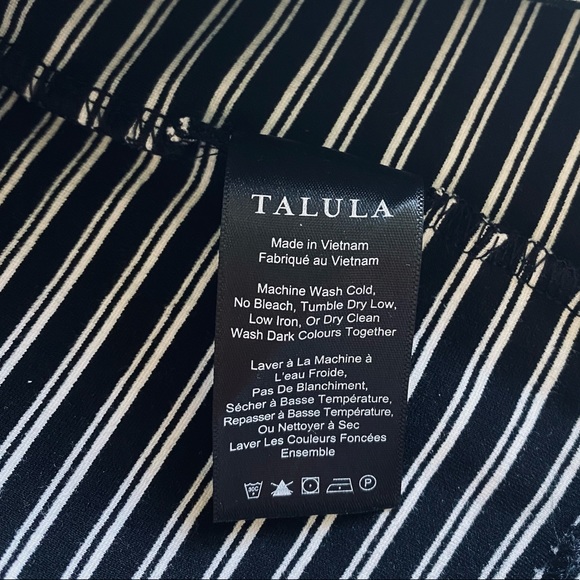 TALULA
Made in Vietnam
Fabriqué au Vietnam
Machine Wash Cold,
No Bleach, Tumble Dry Low,
Low Iron, Or Dry Clean
Wash Dark Colours Together
Laver à La Machine à
L'eau Froide,
Pas De Blanchiment,
Sécher à Basse Température,
Repasser à Basse Température,
Ou Nettoyer à Sec
Laver Les Couleurs Foncées
Ensemble
P